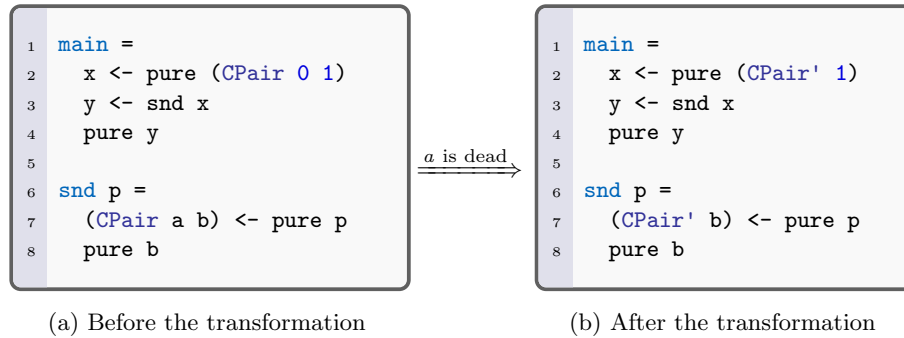 1 main =
2   x <- pure (CPair 0 1)
3   y <- snd x
4   pure y
5
6 snd p =
7   (CPair a b) <- pure p
8   pure b
(a) Before the transformation
a is dead
1 main =
2   x <- pure (CPair' 1)
3   y <- snd x
4   pure y
5
6 snd p =
7   (CPair' b) <- pure p
8   pure b
(b) After the transformation